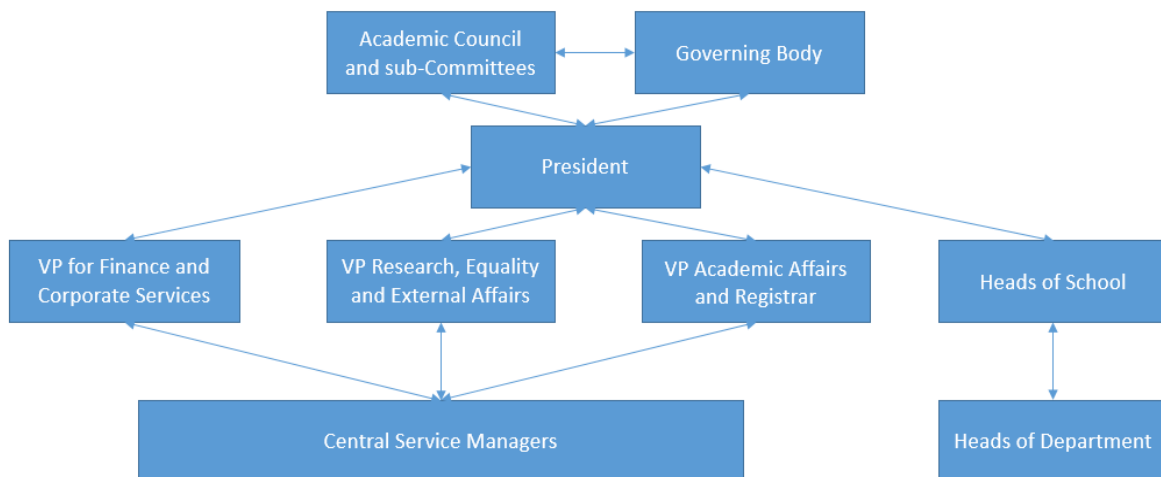 Academic Council
and sub-Committees
Governing Body
President
VP for Finance and
Corporate Services
VP Research, Equality
and External Affairs
VP Academic Affairs
and Registrar
Heads of School
Central Service Managers
Heads of Department